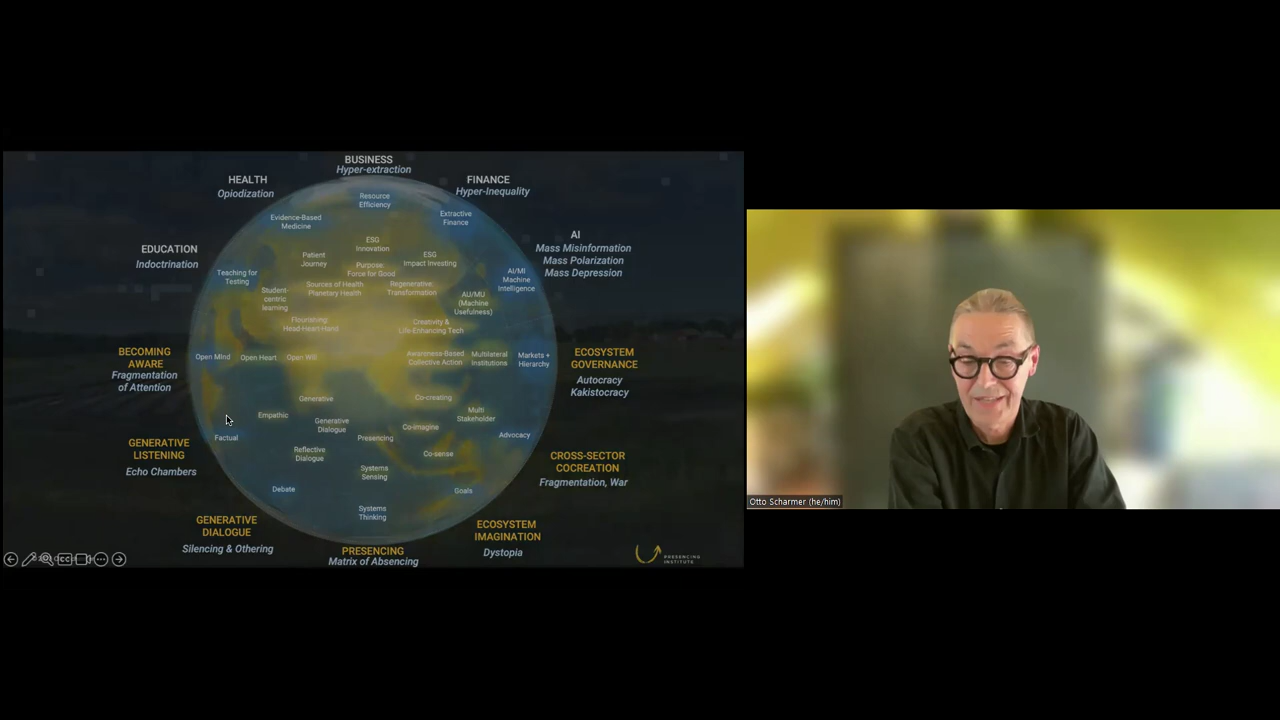 BUSINESS
Hyper-extraction
HEALTH
Opiodization
FINANCE
Hyper-Inequality
Resource
Efficiency
Evidence-Based
Medicine
Extractive
Finance
EDUCATION
Indoctrination
AI
Mass Misinformation
Mass Polarization
Mass Depression
ESG
Innovation
Patient
Journey
ESG
Impact Investing
Purpose:
Force for Good
Teaching for
Testing
AI/MI
Machine
Intelligence
Sources of Health
Planetary Health
Regenerative:
Transformation
Student-
centric
learning
AU/MU
(Machine
Usefulness)
Flourishing:
Head-Heart-Hand
Creativity &
Life-Enhancing Tech
BECOMING
AWARE
Fragmentation
of Attention
Open Mind
Open Heart
Open Will
Awareness-Based
Collective Action
Multilateral
Institutions
Markets +
Hierarchy
ECOSYSTEM
GOVERNANCE
Autocracy
Kakistocracy
Generative
Co-creating
Empathic
Generative
Dialogue
Multi
Stakeholder
Factual
Presencing
Co-imagine
Advocacy
GENERATIVE
LISTENING
Echo Chambers
Reflective
Dialogue
Co-sense
CROSS-SECTOR
COCREATION
Fragmentation, War
Systems
Sensing
Debate
Goals
Systems
Thinking
GENERATIVE
DIALOGUE
Silencing & Othering
ECOSYSTEM
IMAGINATION
Dystopia
PRESENCING
Matrix of Absencing
PRESENCING
INSTITUTE
Otto Scharmer (he/him)